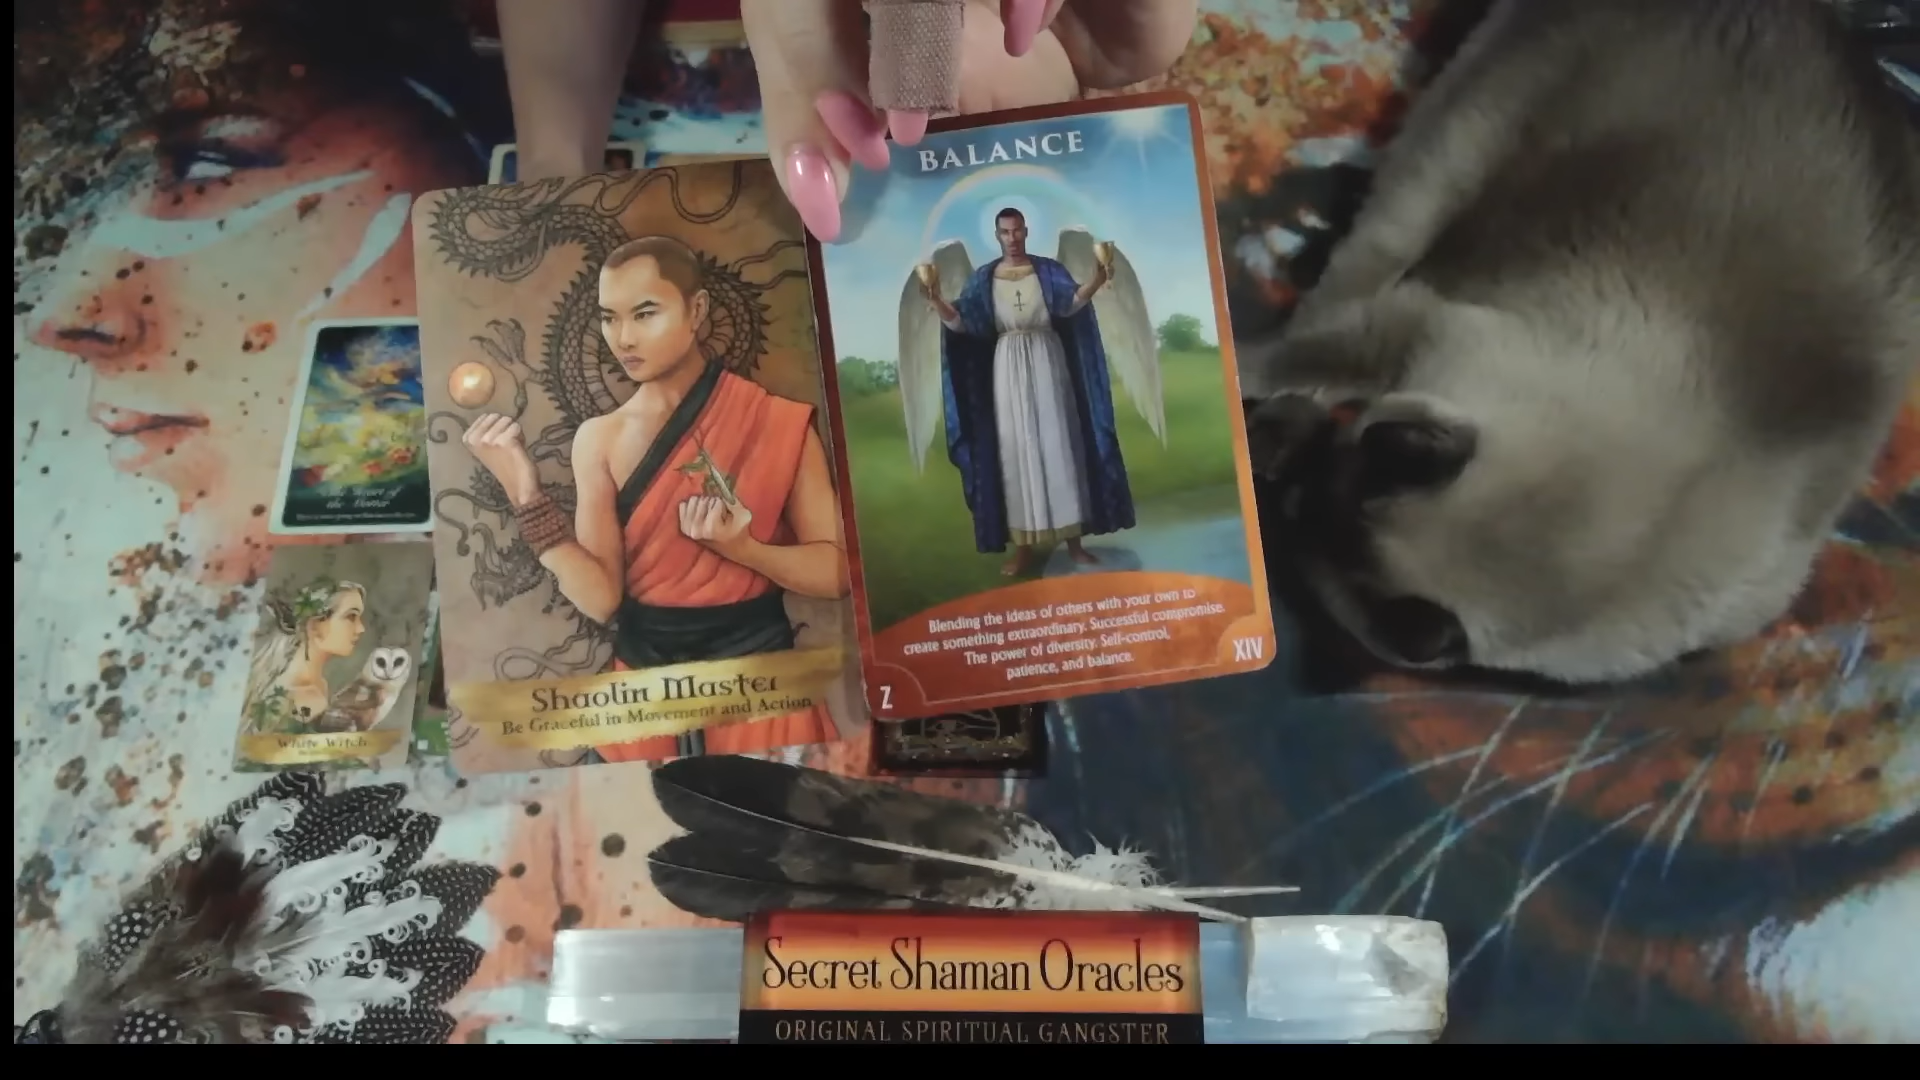 BALANCE
Blending the ideas of others with your own to
create something extraordinary. Successful compromise.
The power of diversity. Self-control,
patience, and balance.
XIV
Z
Shaolin Master
Be Graceful in Movement and Action
the Matter
White Witch
Secret Shaman Oracles
ORIGINAL SPIRITUAL GANGSTER